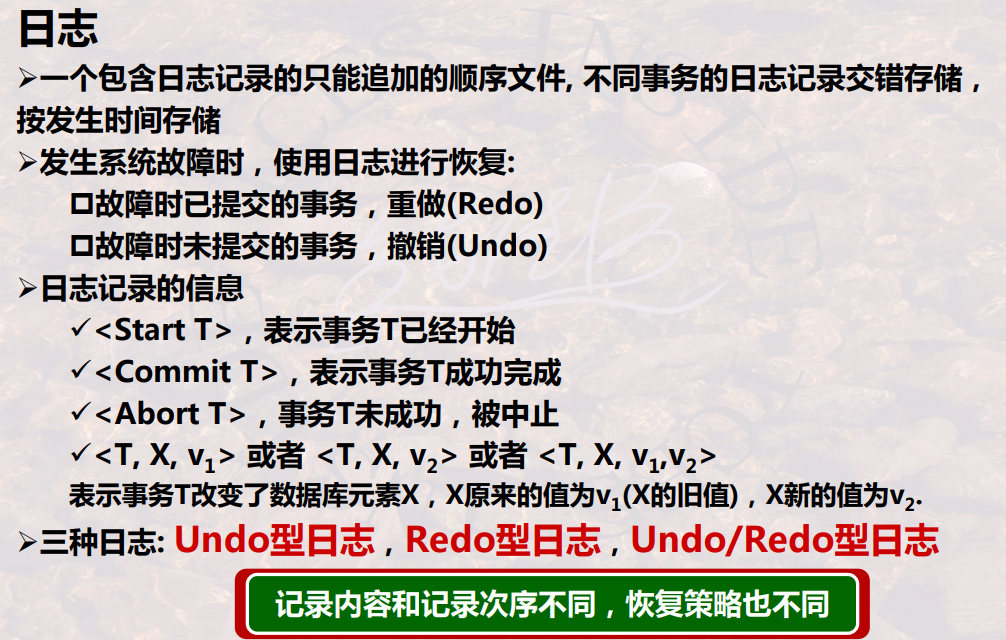 日志
➢一个包含日志记录的只能追加的顺序文件, 不同事务的日志记录交错存储，
按发生时间存储
➢发生系统故障时，使用日志进行恢复:
□故障时已提交的事务，重做(Redo)
□故障时未提交的事务，撤销(Undo)
➢日志记录的信息
✓<Start T>，表示事务T已经开始
✓<Commit T>，表示事务T成功完成
✓<Abort T>，事务T未成功，被中止
✓<T, X, v₁> 或者 <T, X, v₂> 或者 <T, X, v₁,v₂>
表示事务T改变了数据库元素X，X原来的值为v₁(X的旧值)，X新的值为v₂.
➢三种日志: Undo型日志，Redo型日志，Undo/Redo型日志
记录内容和记录次序不同，恢复策略也不同